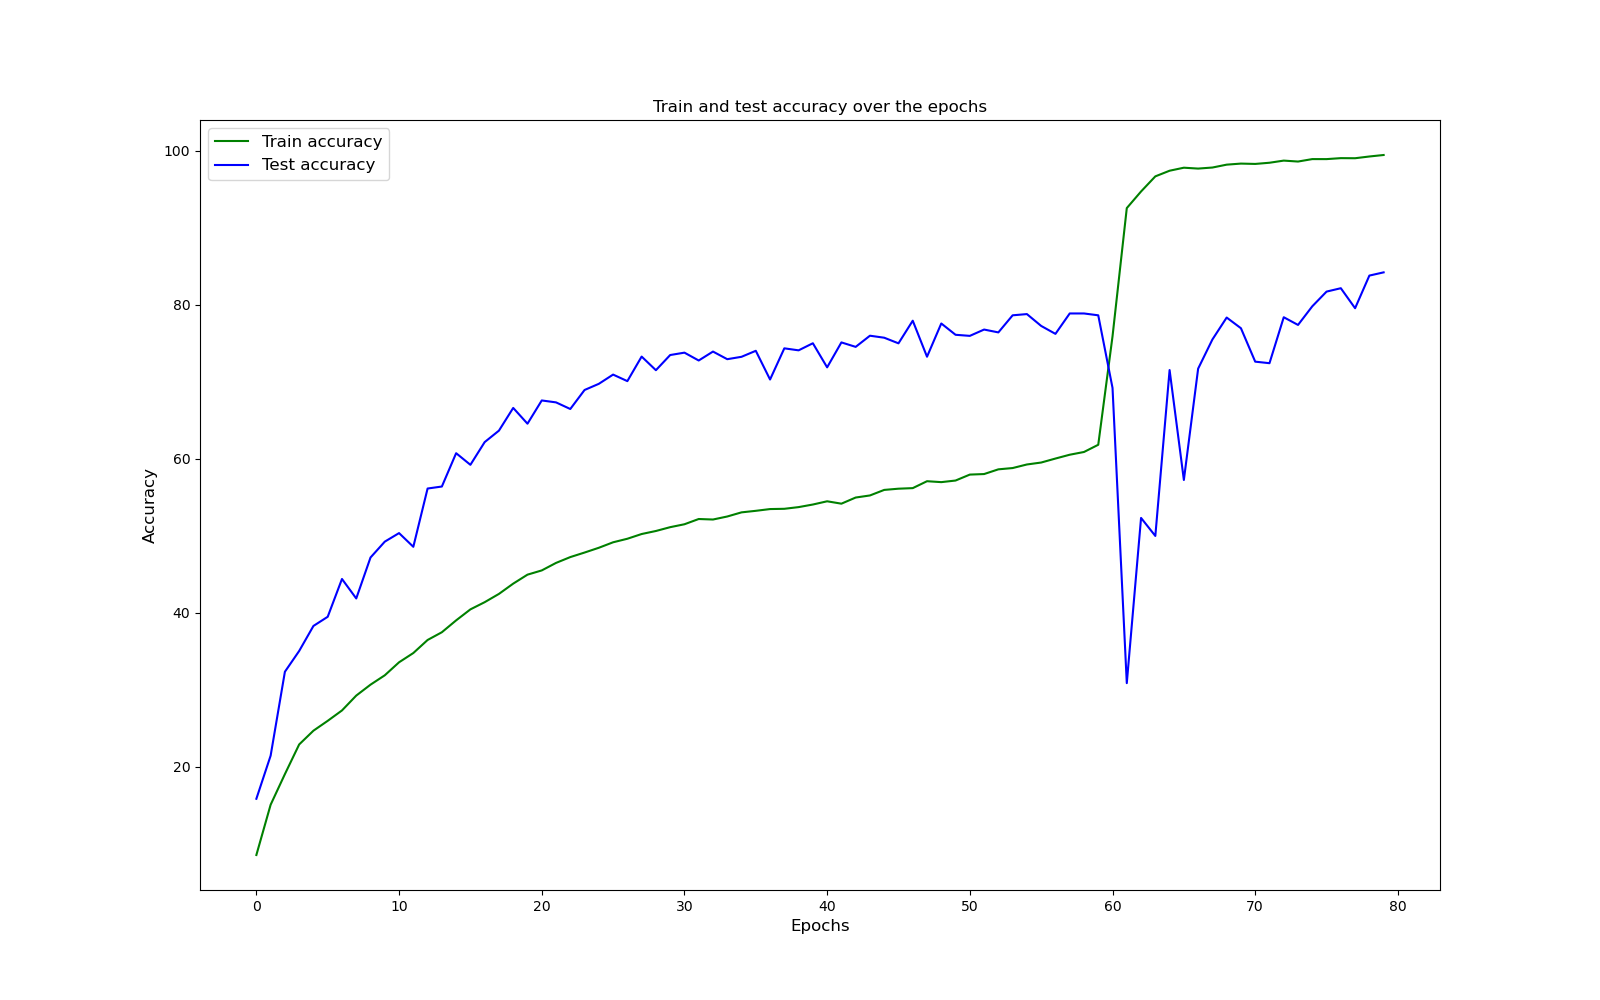 Train and test accuracy over the epochs
Train accuracy
Test accuracy
100
80
60
40
20
Accuracy
0 10 20 30 40 50 60 70 80
Epochs